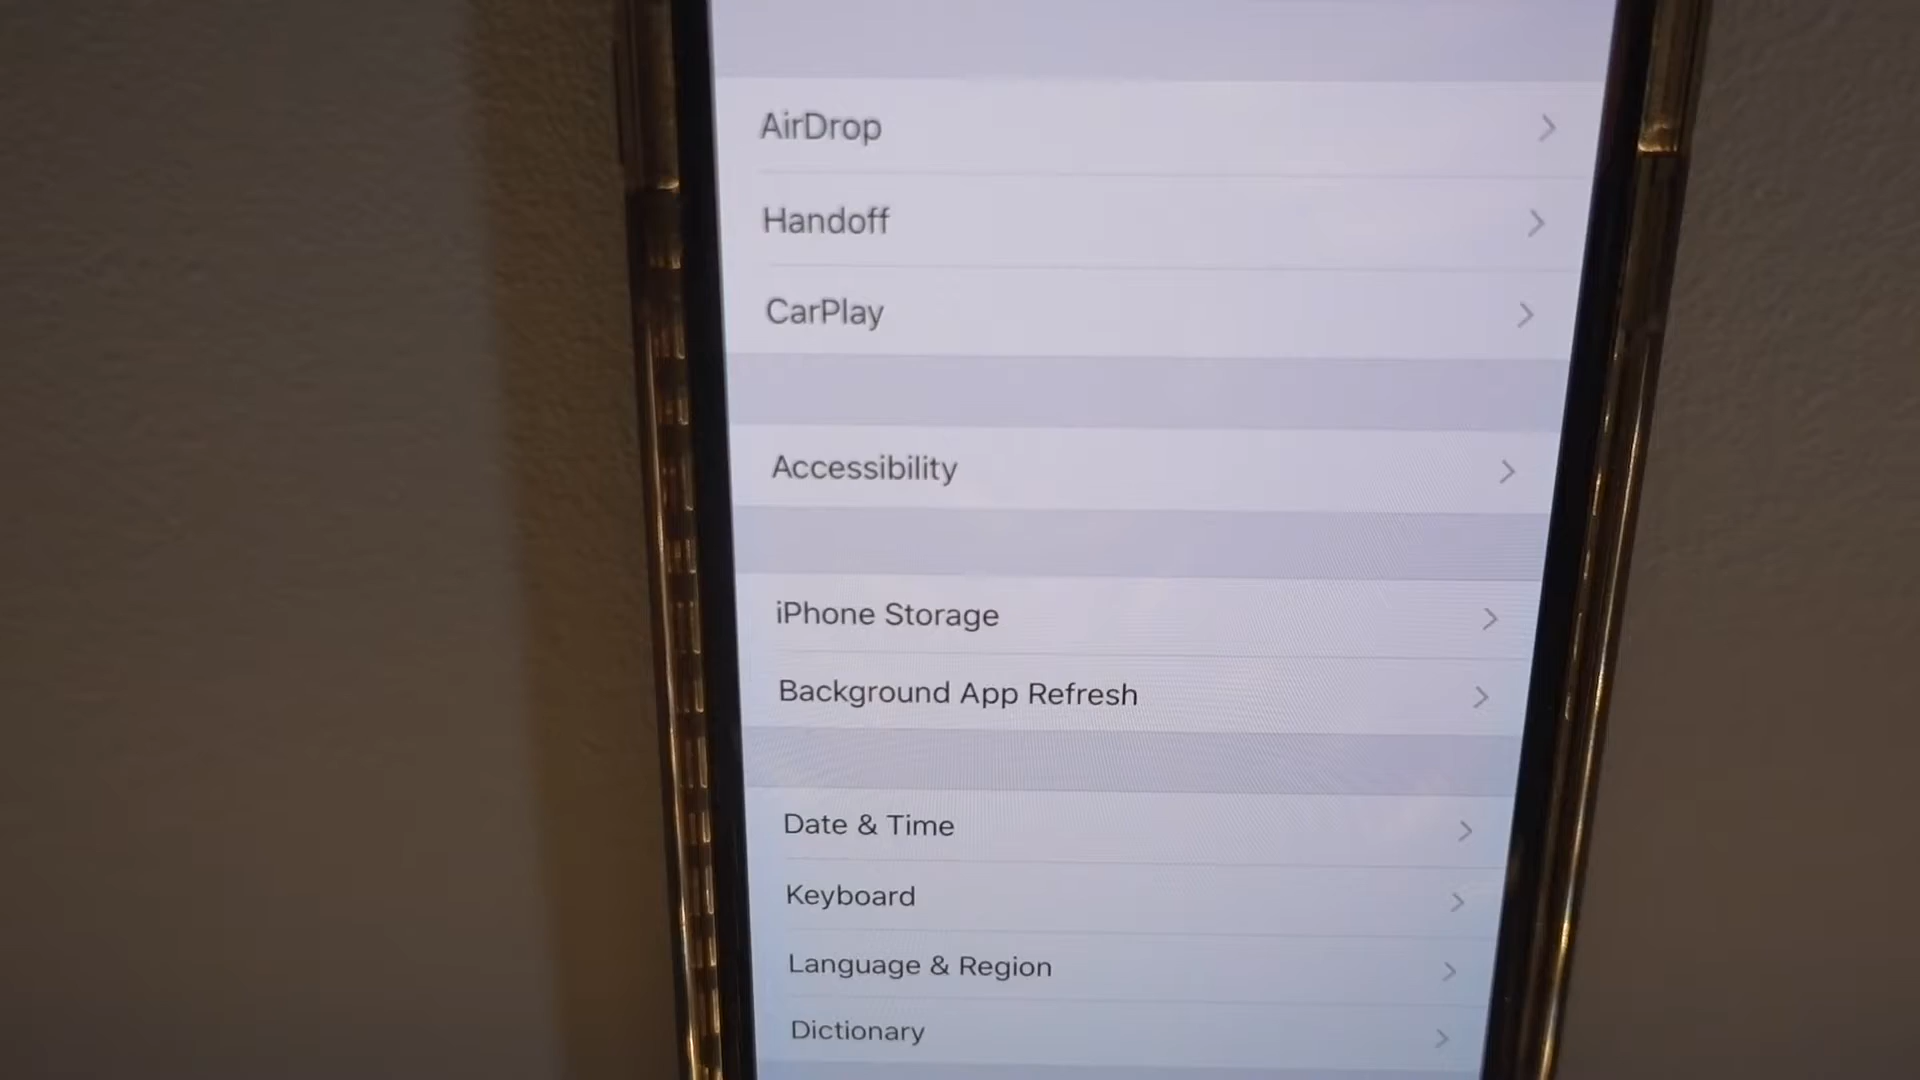 AirDrop
Handoff
CarPlay
Accessibility
iPhone Storage
Background App Refresh
Date & Time
Keyboard
Language & Region
Dictionary